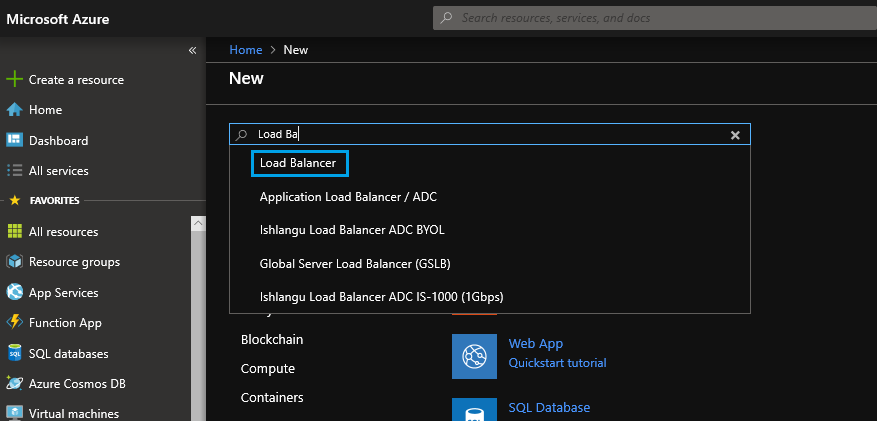 Microsoft Azure
Search resources, services, and docs
«
Home > New
New
Create a resource
Home
Dashboard
All services
FAVORITES
All resources
Resource groups
App Services
Function App
SQL databases
Azure Cosmos DB
Virtual machines
Load Ba
Load Balancer
Application Load Balancer / ADC
Ishlangu Load Balancer ADC BYOL
Global Server Load Balancer (GSLB)
Ishlangu Load Balancer ADC IS-1000 (1Gbps)
Blockchain
Compute
Containers
Web App
Quickstart tutorial
SQL
SQL Database